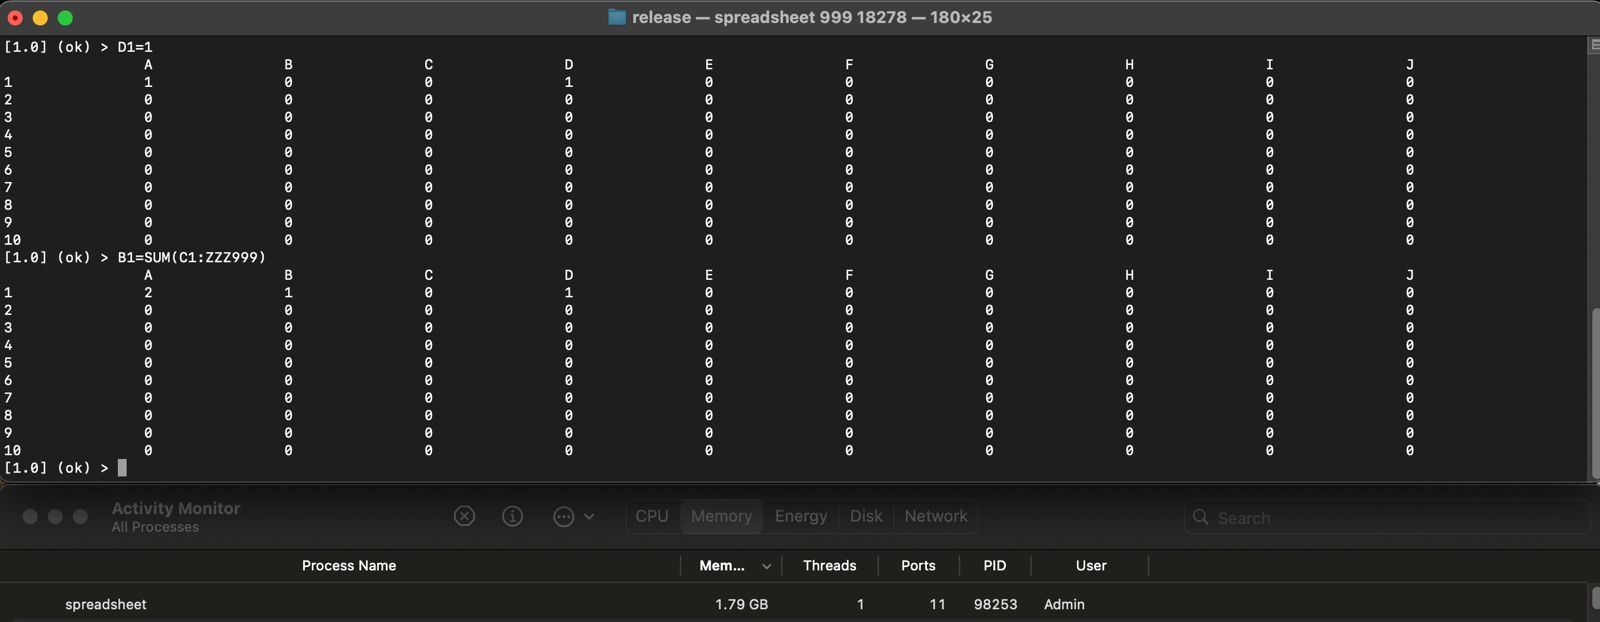 release — spreadsheet 999 18278 — 180×25
[1.0] (ok) > D1=1
A B C D E F G H I J
1 1 0 0 1 0 0 0 0 0 0
2 0 0 0 0 0 0 0 0 0 0
3 0 0 0 0 0 0 0 0 0 0
4 0 0 0 0 0 0 0 0 0 0
5 0 0 0 0 0 0 0 0 0 0
6 0 0 0 0 0 0 0 0 0 0
7 0 0 0 0 0 0 0 0 0 0
8 0 0 0 0 0 0 0 0 0 0
9 0 0 0 0 0 0 0 0 0 0
10 0 0 0 0 0 0 0 0 0 0
[1.0] (ok) > B1=SUM(C1:ZZZ999)
A B C D E F G H I J
1 2 1 0 1 0 0 0 0 0 0
2 0 0 0 0 0 0 0 0 0 0
3 0 0 0 0 0 0 0 0 0 0
4 0 0 0 0 0 0 0 0 0 0
5 0 0 0 0 0 0 0 0 0 0
6 0 0 0 0 0 0 0 0 0 0
7 0 0 0 0 0 0 0 0 0 0
8 0 0 0 0 0 0 0 0 0 0
9 0 0 0 0 0 0 0 0 0 0
10 0 0 0 0 0 0 0 0 0 0
[1.0] (ok) >
Activity Monitor
All Processes
CPU Memory Energy Disk Network
Search
Process Name Mem... Threads Ports PID User
spreadsheet 1.79 GB 1 11 98253 Admin